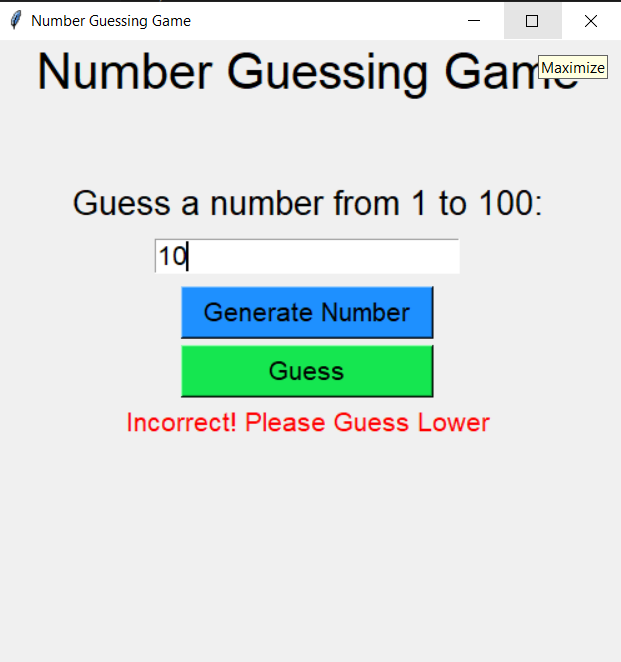 Number Guessing Game
Number Guessing Game
Maximize
Guess a number from 1 to 100:
10
Generate Number
Guess
Incorrect! Please Guess Lower